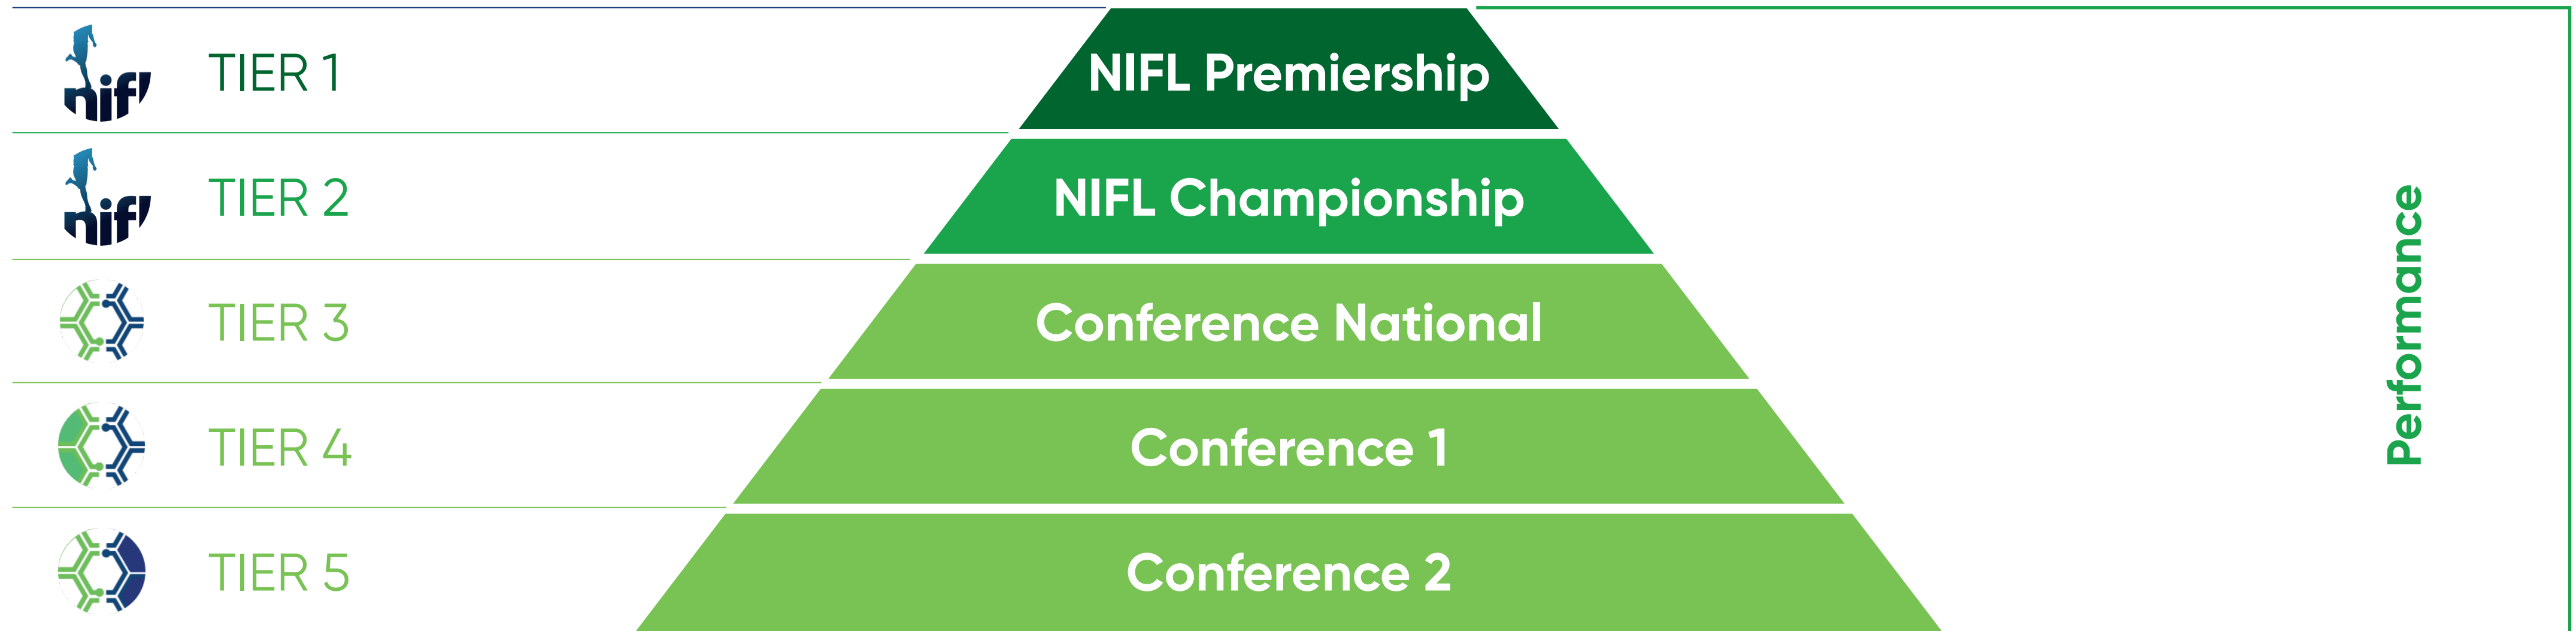 nifl
TIER 1
NIFL Premiership
nifl
TIER 2
NIFL Championship
TIER 3
Conference National
TIER 4
Conference 1
TIER 5
Conference 2
Performance